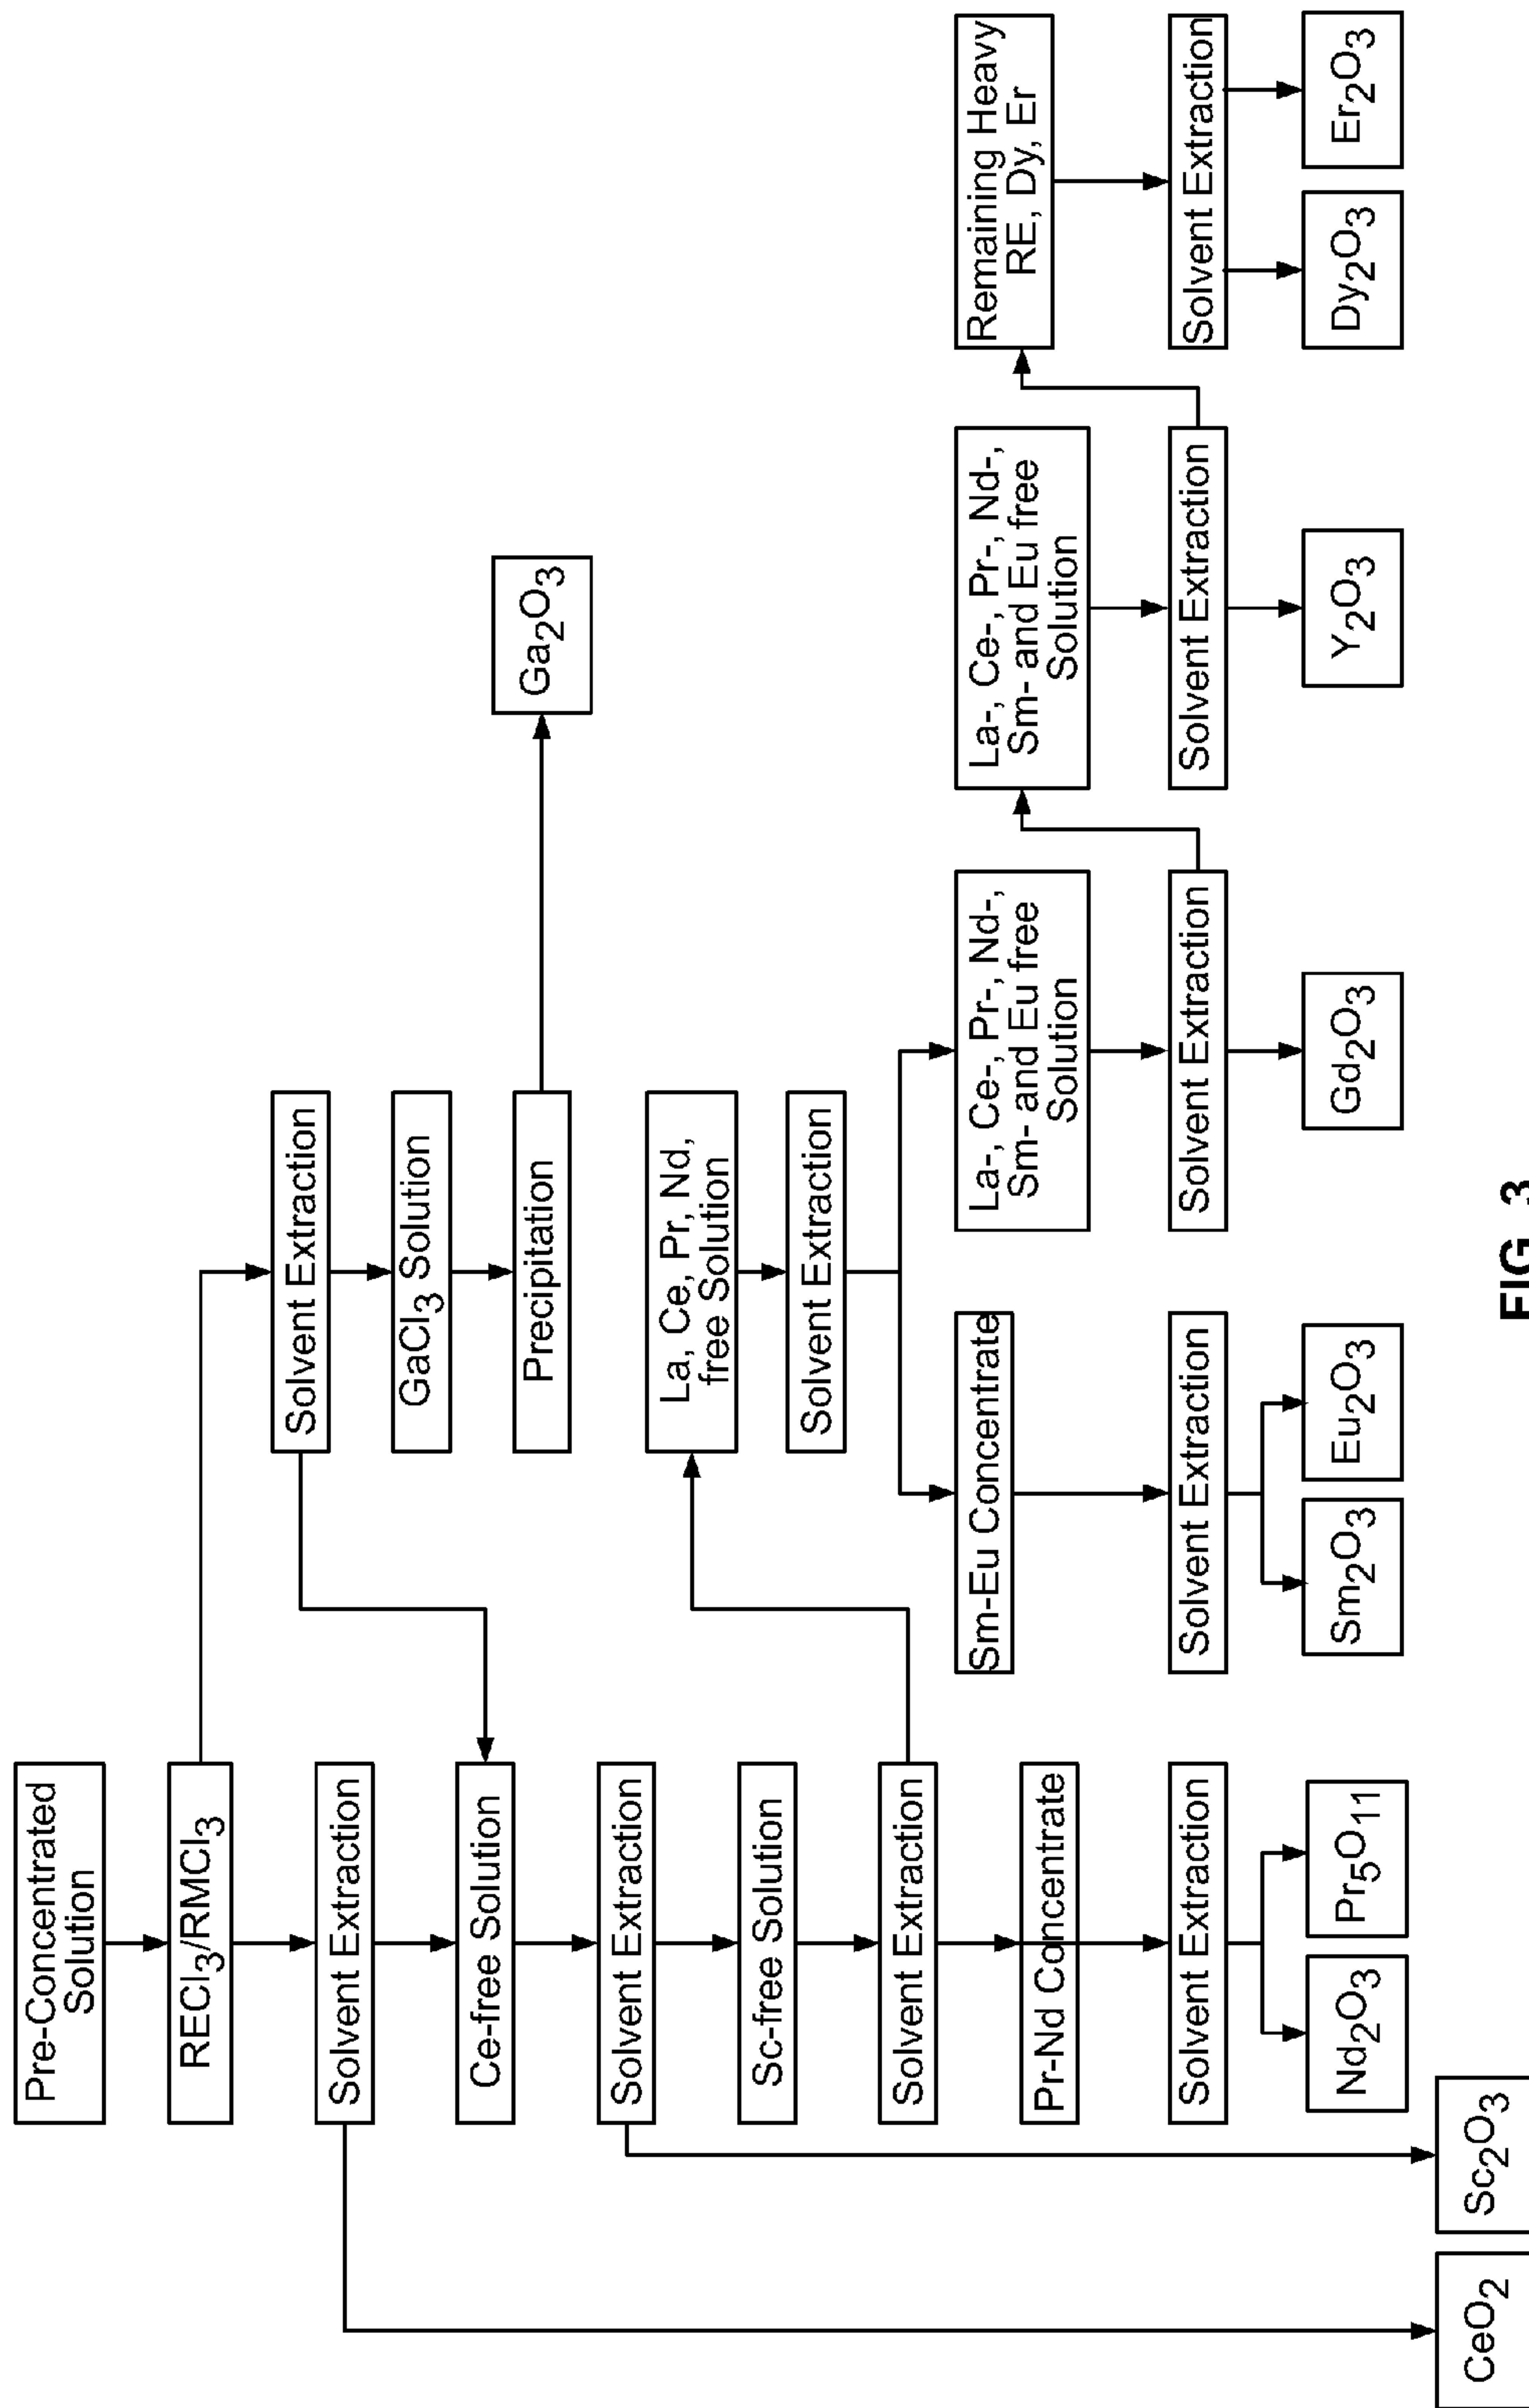 Pre-Concentrated
Solution
RECl₃/RMCl₃
Solvent Extraction
Solvent Extraction
GaCl₃ Solution
Ce-free Solution
Precipitation
Ga₂O₃
Solvent Extraction
La, Ce, Pr, Nd,
free Solution
Sc-free Solution
Solvent Extraction
Solvent Extraction
Pr-Nd Concentrate
Sm-Eu Concentrate
La-, Ce-, Pr-, Nd-,
Sm- and Eu free
Solution
La-, Ce-, Pr-, Nd-,
Sm- and Eu free
Solution
Remaining Heavy
RE, Dy, Er
Solvent Extraction
Solvent Extraction
Solvent Extraction
Solvent Extraction
Solvent Extraction
Nd₂O₃
Pr₅O₁₁
Sm₂O₃
Eu₂O₃
Gd₂O₃
Y₂O₃
Dy₂O₃
Er₂O₃
CeO₂
Sc₂O₃
FIG. 3